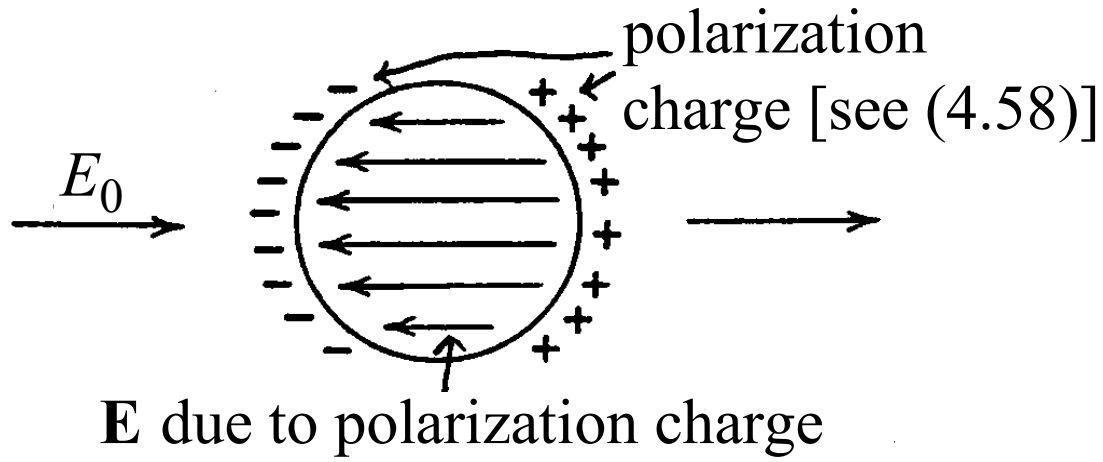 polarization
charge [see (4.58)]
E₀
E due to polarization charge